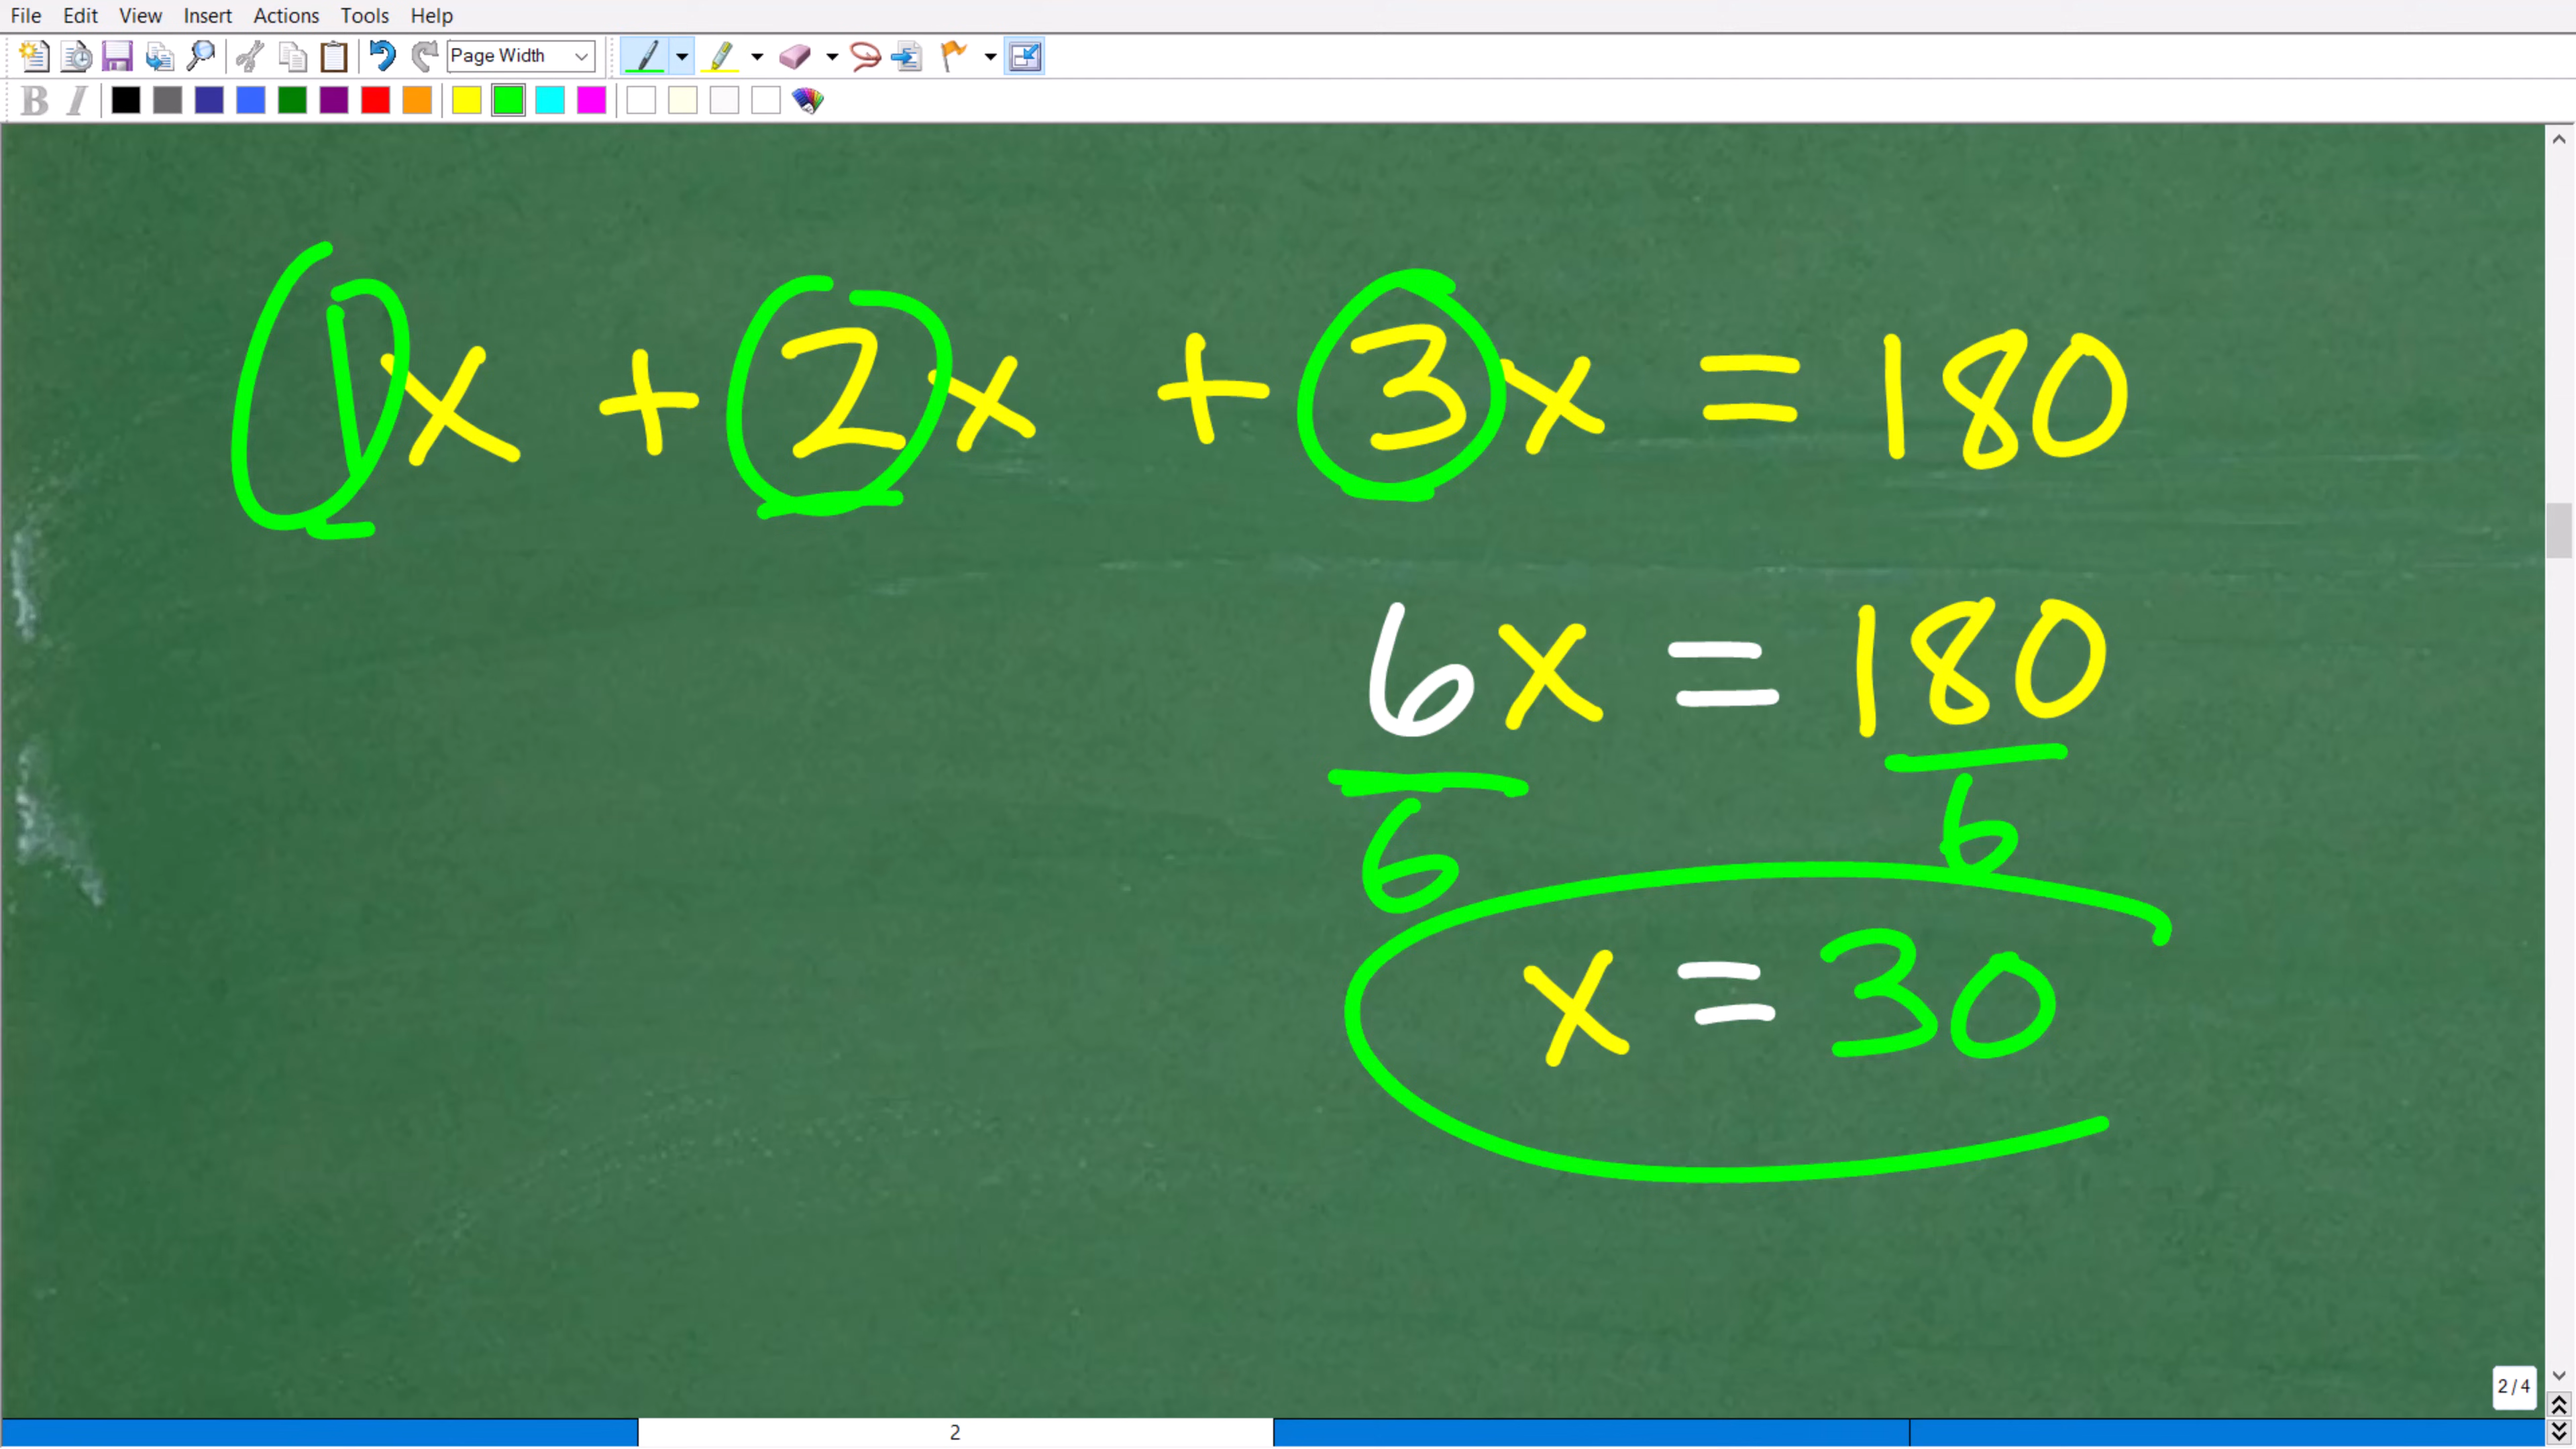 File Edit View Insert Actions Tools Help
Page Width
B I
1x + 2x + 3x = 180
6x = 180
6 6
x = 30
2 / 4
2